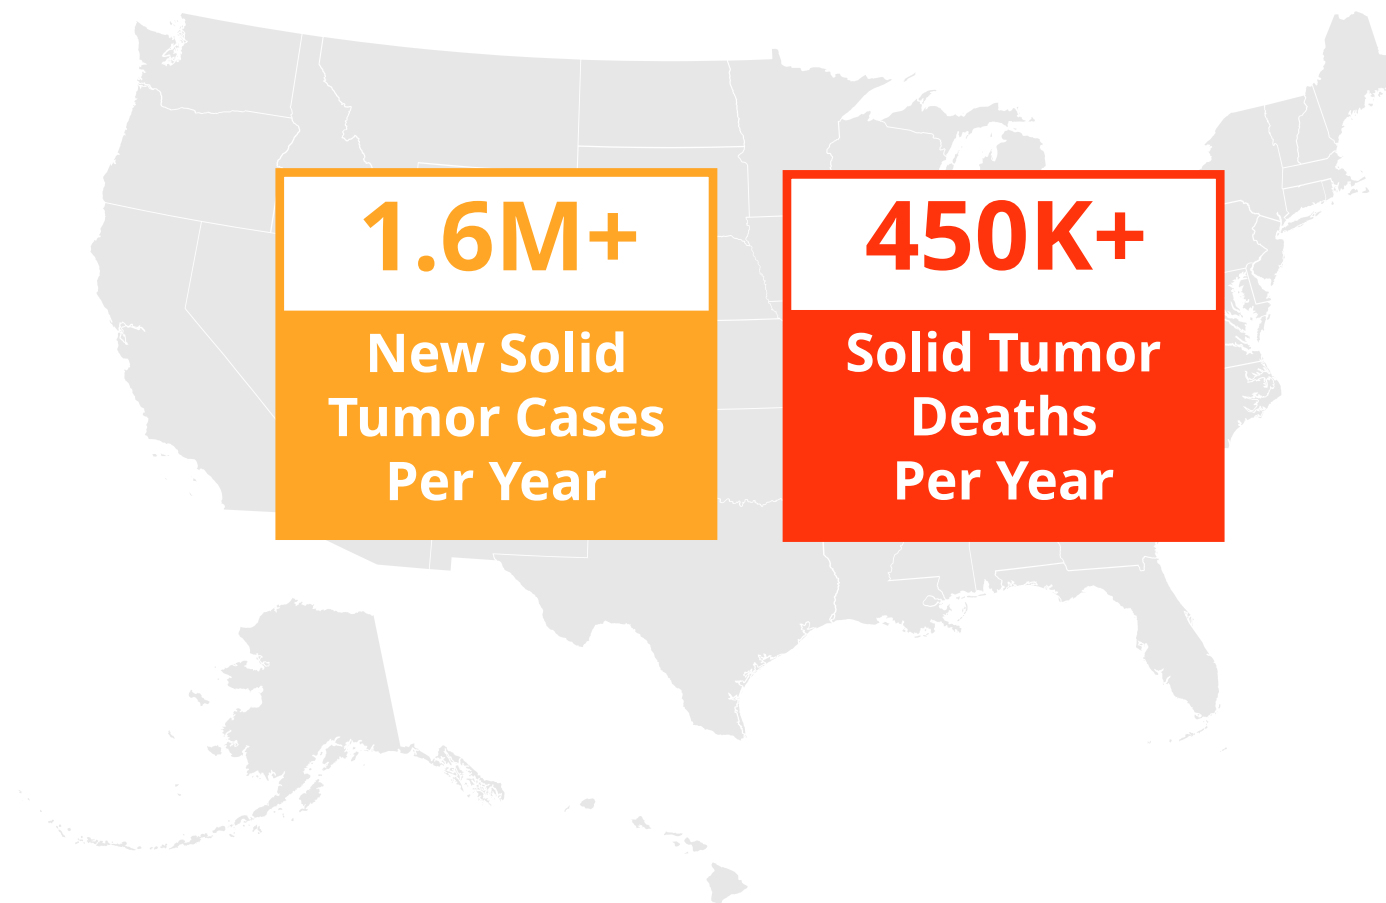 1.6M+
New Solid
Tumor Cases
Per Year
450K+
Solid Tumor
Deaths
Per Year